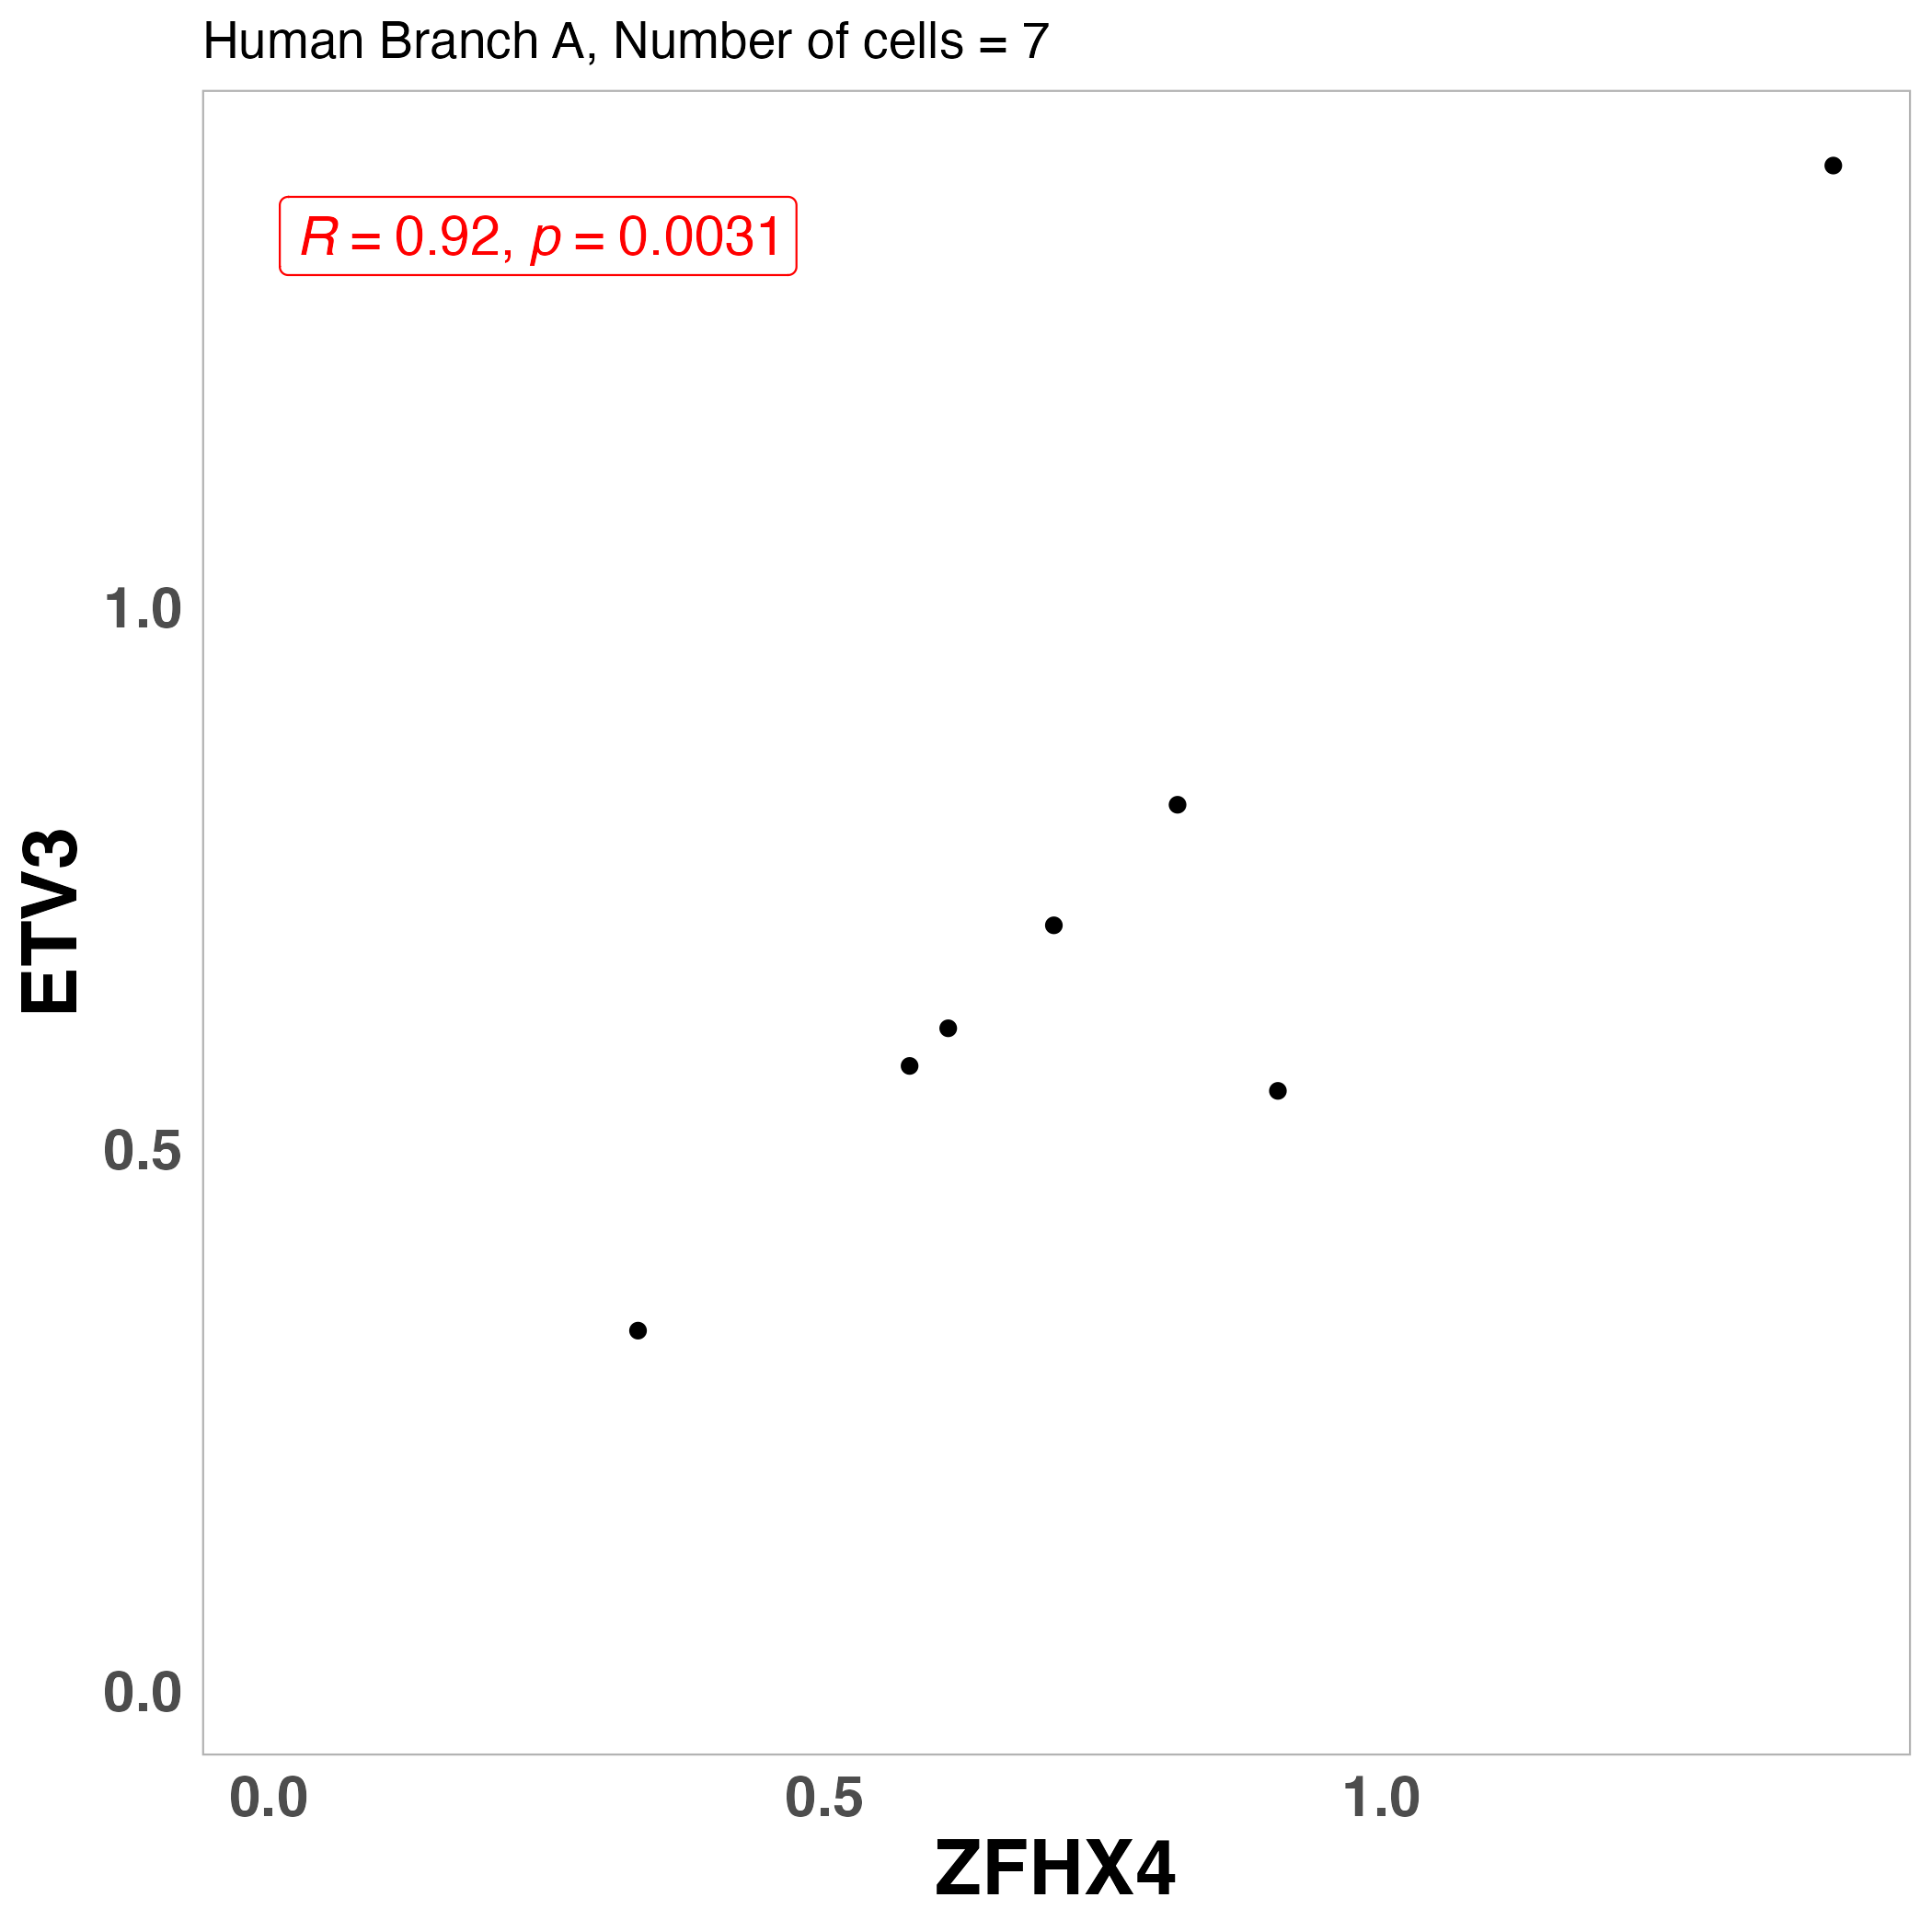 Human Branch A, Number of cells = 7
R = 0.92, p = 0.0031
1.0
0.5
0.0
ETV3
0.0 0.5 1.0
ZFHX4